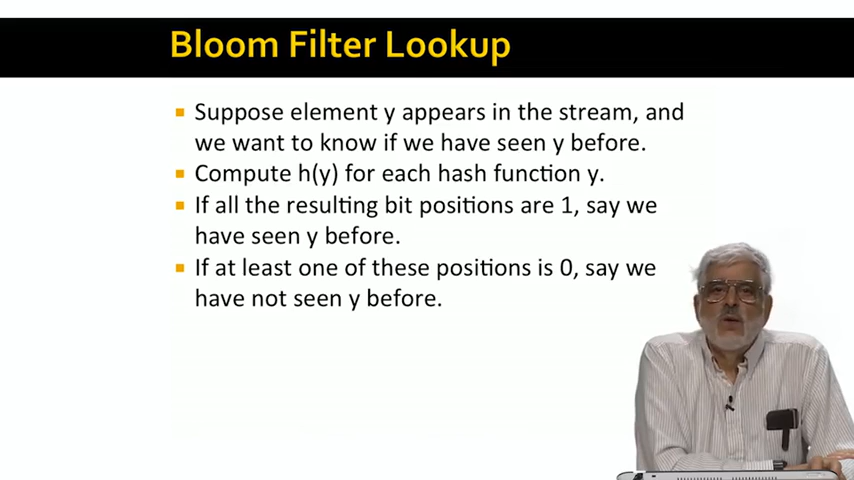 Bloom Filter Lookup
Suppose element y appears in the stream, and
we want to know if we have seen y before.
Compute h(y) for each hash function y.
If all the resulting bit positions are 1, say we
have seen y before.
If at least one of these positions is 0, say we
have not seen y before.